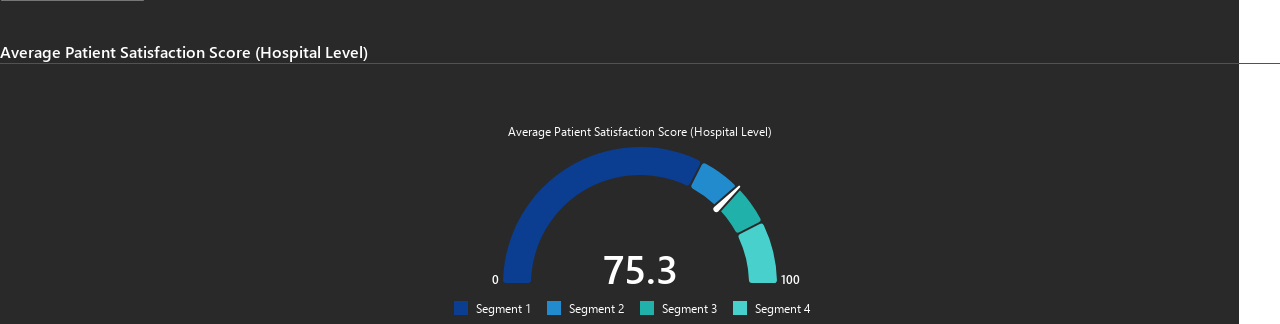 Average Patient Satisfaction Score (Hospital Level)
Average Patient Satisfaction Score (Hospital Level)
75.3
0
100
Segment 1 Segment 2 Segment 3 Segment 4